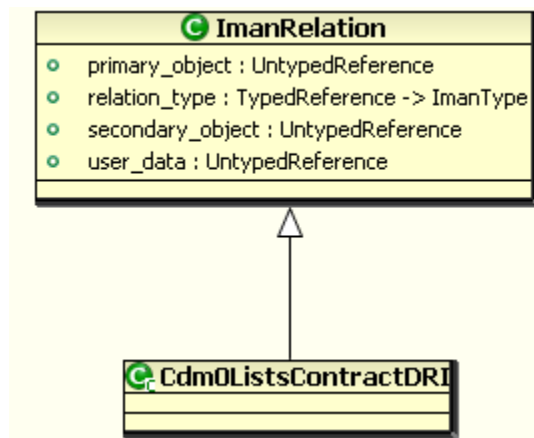 C ImanRelation
primary_object : UntypedReference
relation_type : TypedReference -> ImanType
secondary_object : UntypedReference
user_data : UntypedReference
C C Cdm0ListsContractDRI